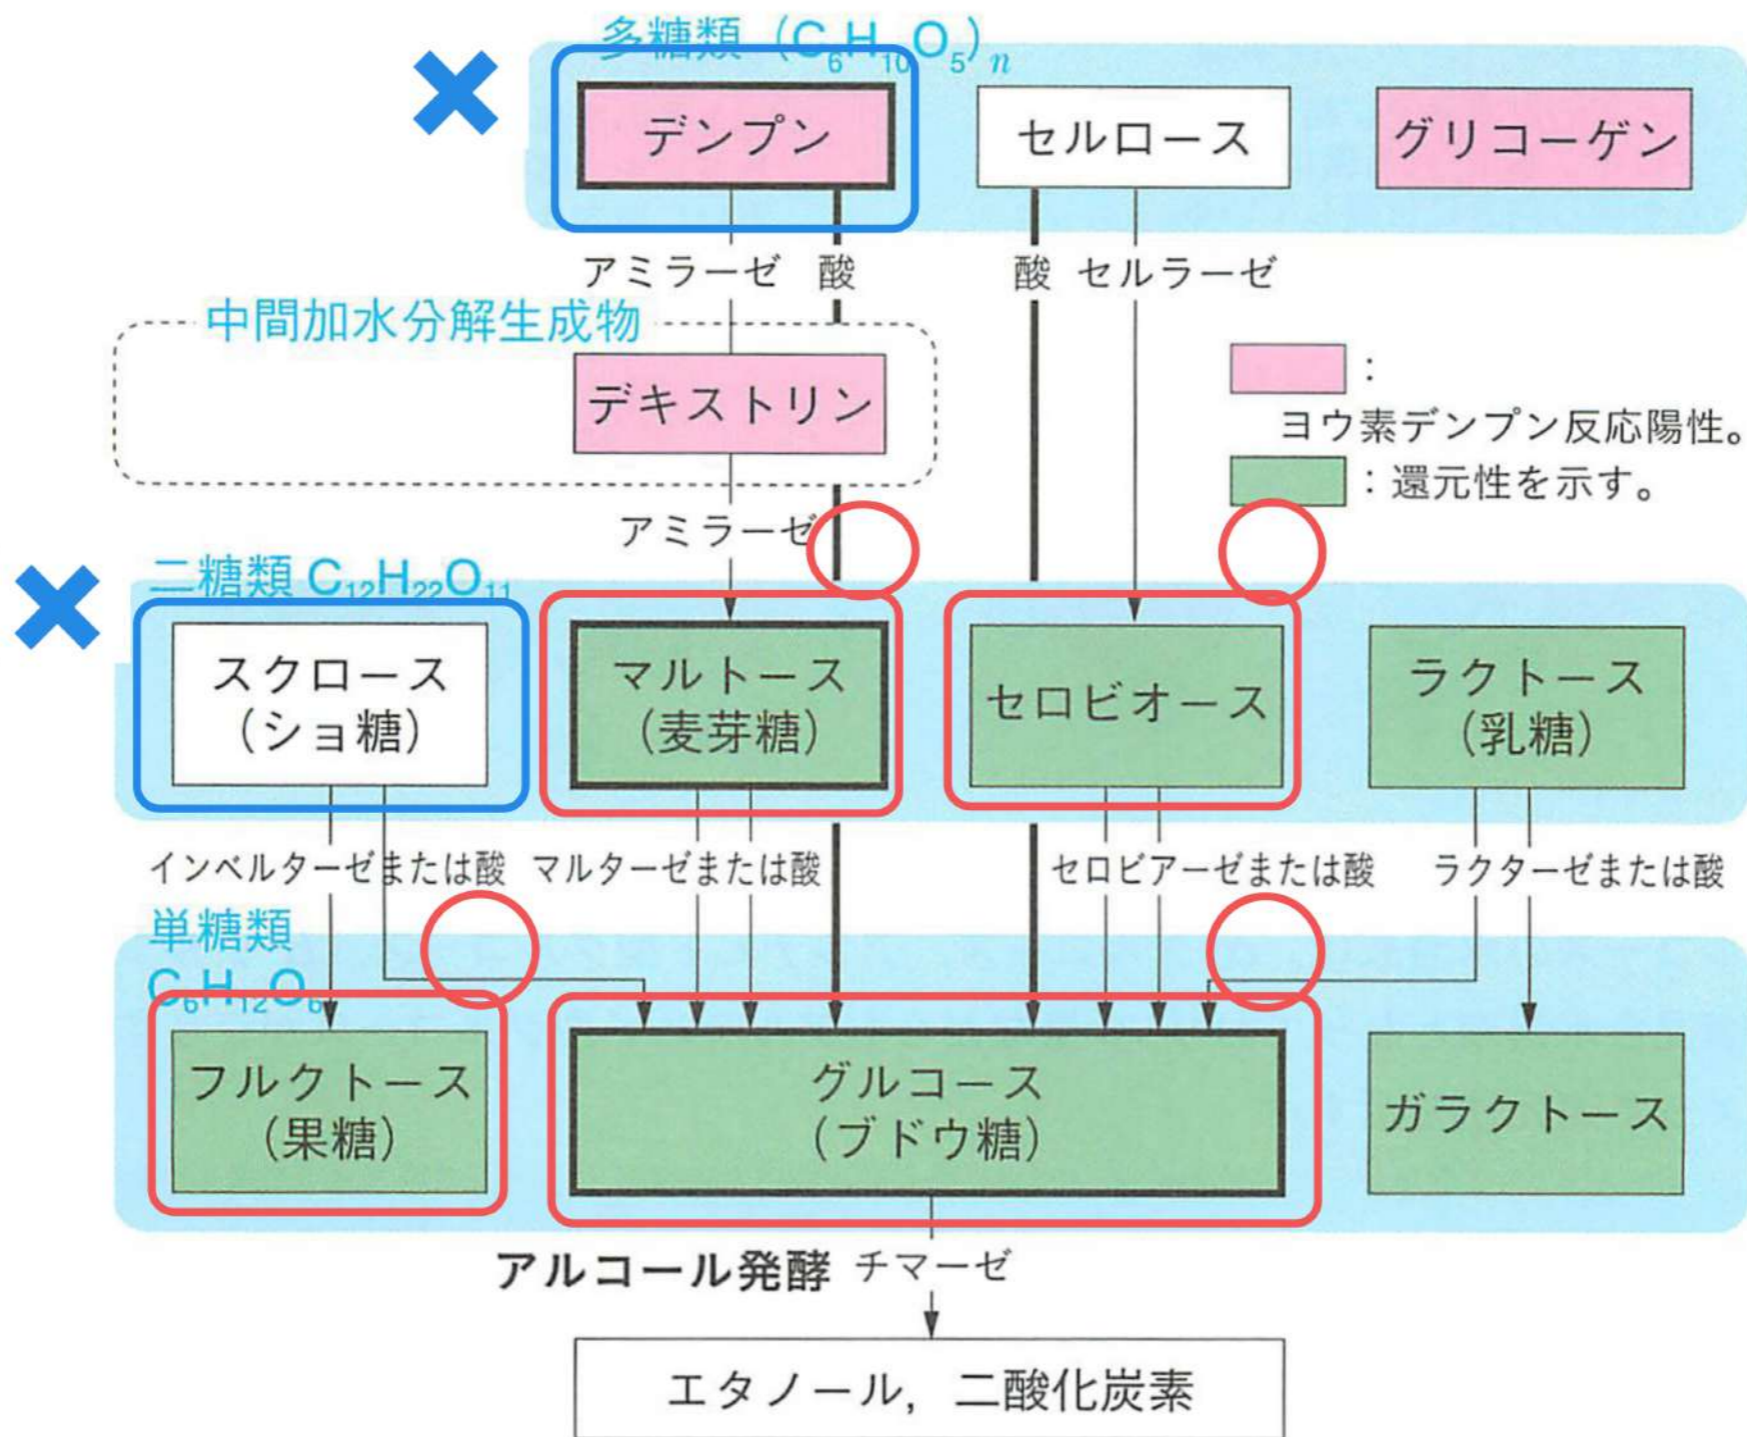 多糖類 (C₆H₁₀O₅)n
デンプン
セルロース
グリコーゲン
アミラーゼ 酸
酸 セルラーゼ
中間加水分解生成物
デキストリン
：
ヨウ素デンプン反応陽性。
：還元性を示す。
アミラーゼ
二糖類 C₁₂H₂₂O₁₁
スクロース
(ショ糖)
マルトース
(麦芽糖)
セロビオース
ラクトース
(乳糖)
インベルターゼまたは酸
マルターゼまたは酸
セロビアーゼまたは酸
ラクターゼまたは酸
単糖類
C₆H₁₂O₆
フルクトース
(果糖)
グルコース
(ブドウ糖)
ガラクトース
アルコール発酵 チマーゼ
エタノール，二酸化炭素